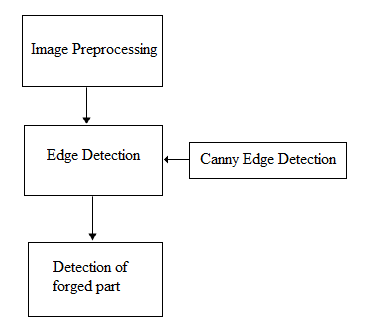 Image Preprocessing
Edge Detection
Canny Edge Detection
Detection of
forged part